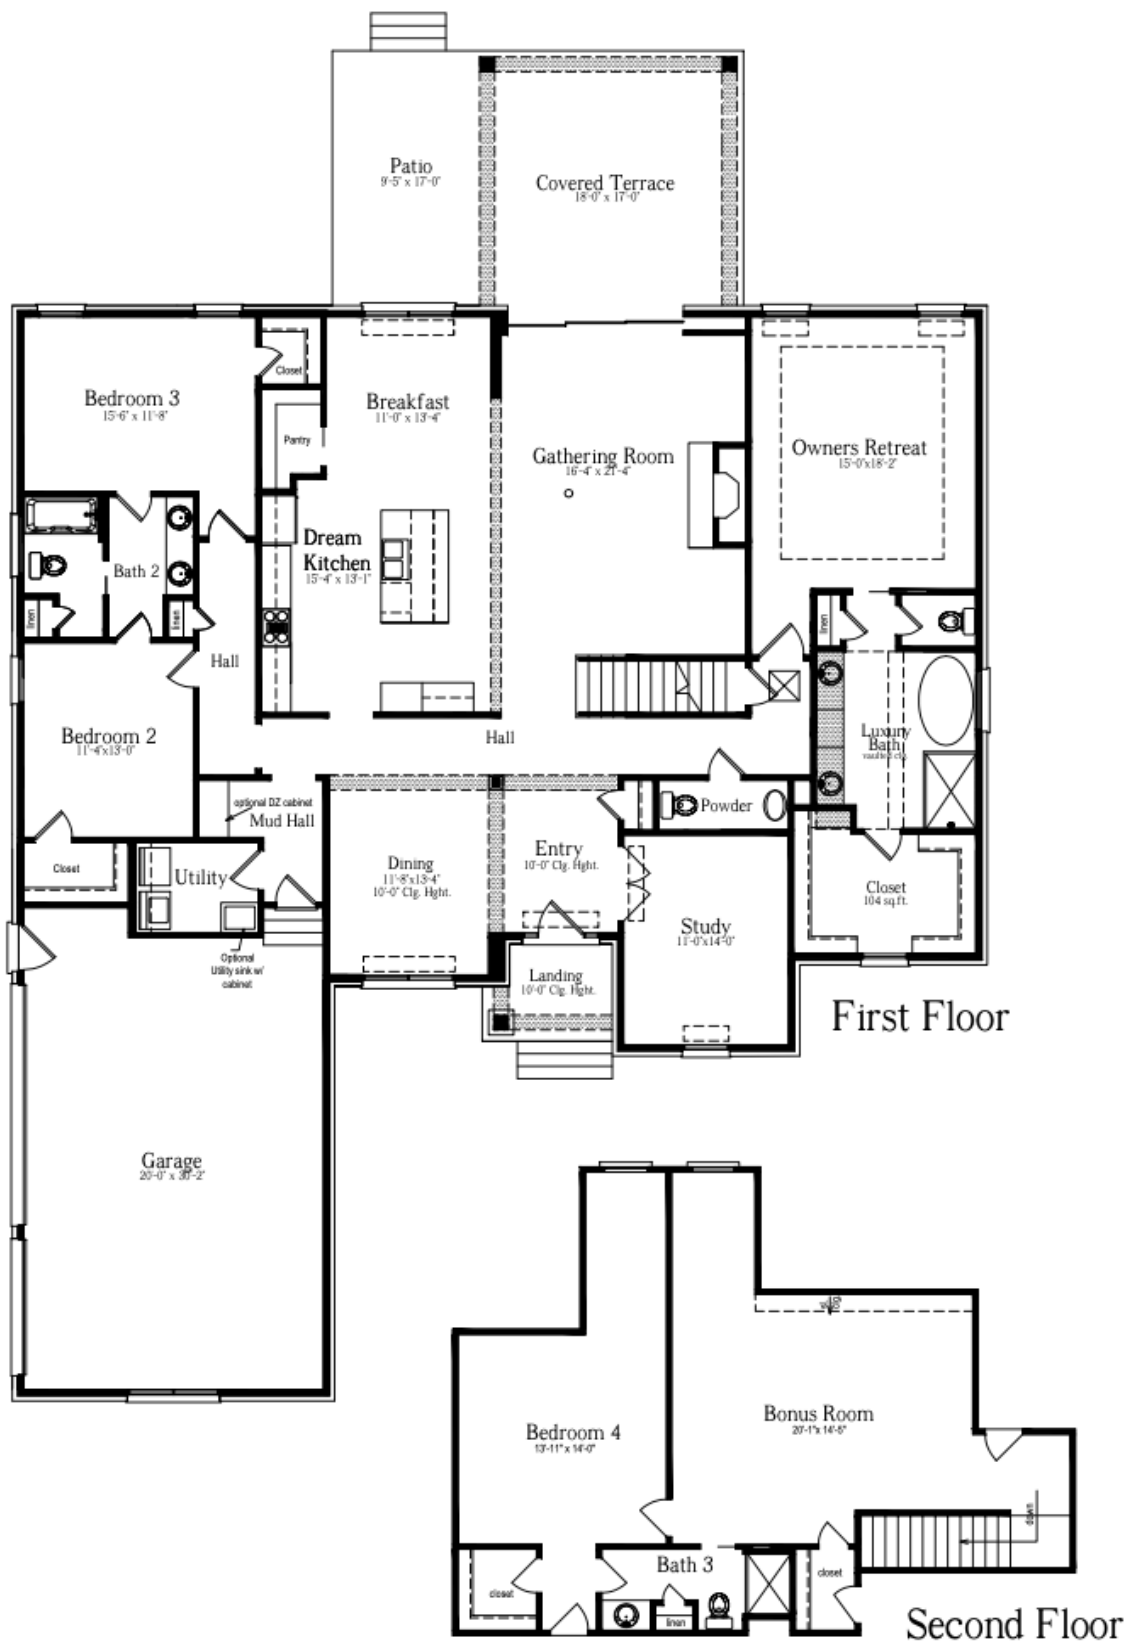 Patio
9'-5" x 17'-0"
Covered Terrace
18'-0" x 17'-0"
Closet
Bedroom 3
15'-6" x 11'-8"
Breakfast
11'-0" x 13'-4"
Pantry
Gathering Room
16'-4" x 21'-4"
Owners Retreat
15'-0"x18'-2"
Dream
Kitchen
15'-4" x 13'-1"
Bath 2
linen
linen
linen
Hall
Bedroom 2
11'-4"x13'-0"
Hall
Luxury
Bath
vaulted clg.
optional DZ cabinet
Mud Hall
Powder
Closet
Utility
Dining
11'-8"x13'-4"
10'-0" Clg. Hght.
Entry
10'-0" Clg. Hght.
Closet
104 sq.ft.
Study
11'-0"x14'-0"
Optional
Utility sink w/
cabinet
Landing
10'-0" Clg. Hght.
First Floor
Garage
20'-0" x 30'-2"
Bedroom 4
13'-11" x 14'-0"
Bonus Room
20'-1"x 14'-5"
down
Bath 3
closet
closet
linen
Second Floor